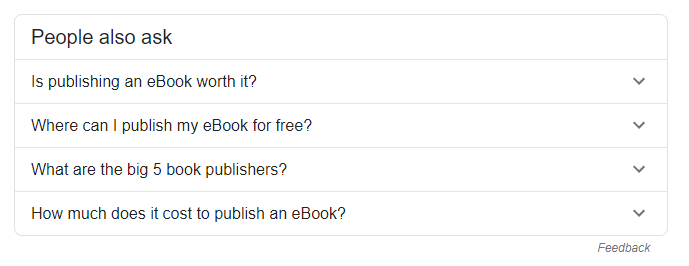 People also ask
Is publishing an eBook worth it?
Where can I publish my eBook for free?
What are the big 5 book publishers?
How much does it cost to publish an eBook?
Feedback